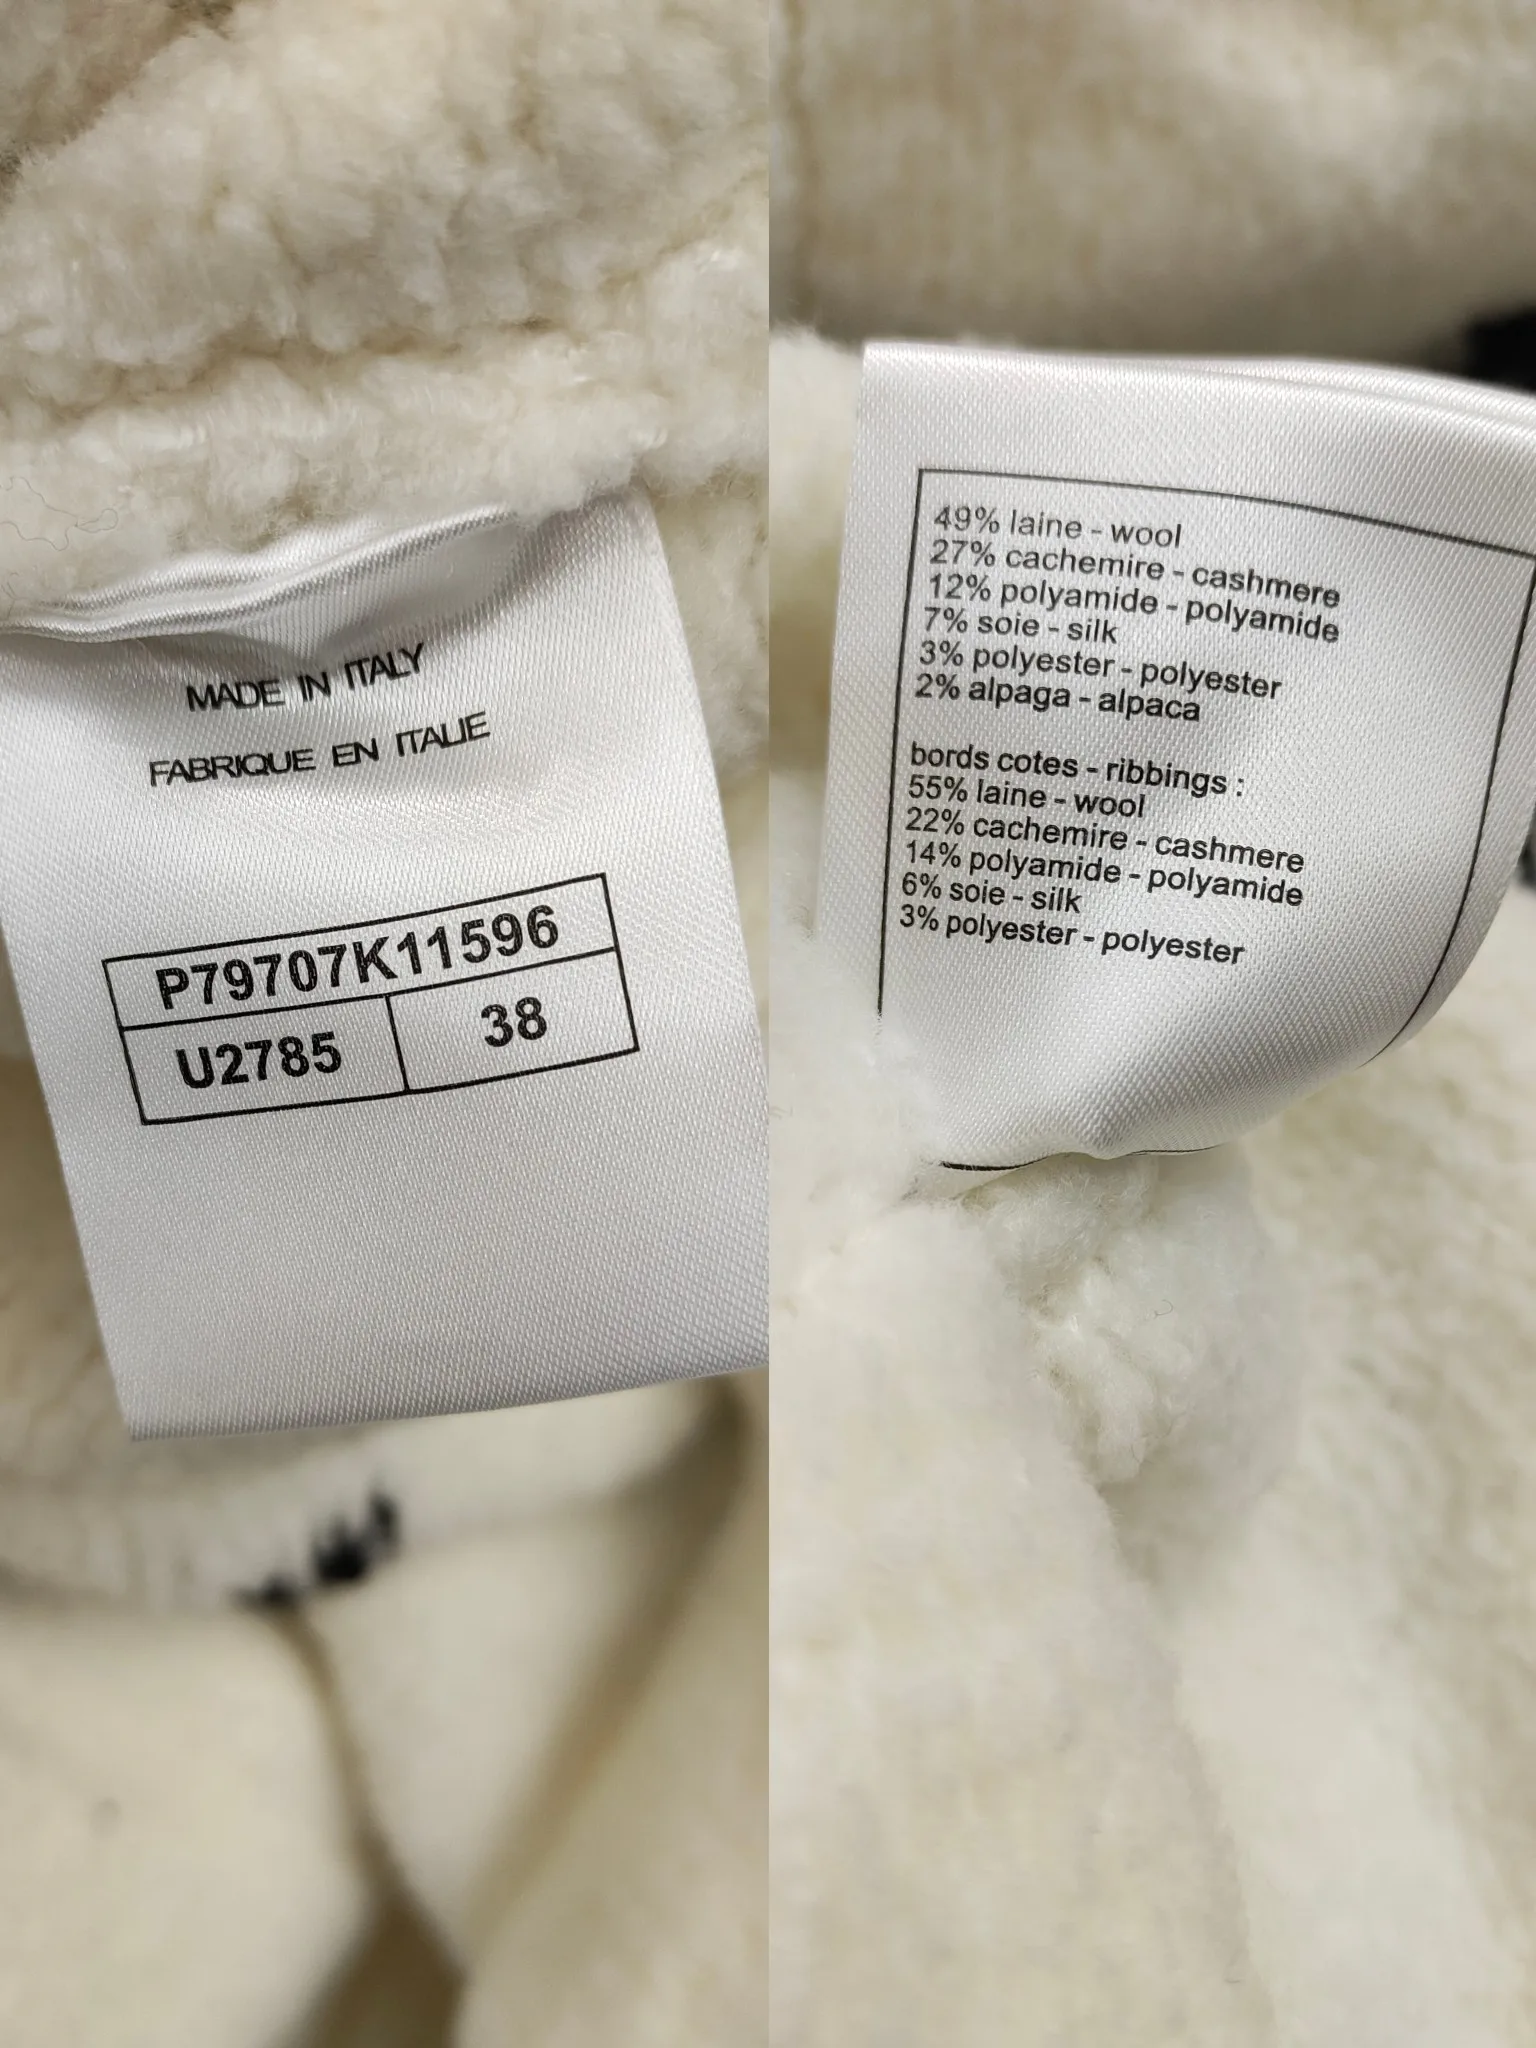 MADE IN ITALY
FABRIQUE EN ITALIE
P79707K11596
U2785 38
49% laine - wool
27% cachemire - cashmere
12% polyamide - polyamide
7% soie - silk
3% polyester - polyester
2% alpaga - alpaca
bords cotes - ribbings :
55% laine - wool
22% cachemire - cashmere
14% polyamide - polyamide
6% soie - silk
3% polyester - polyester